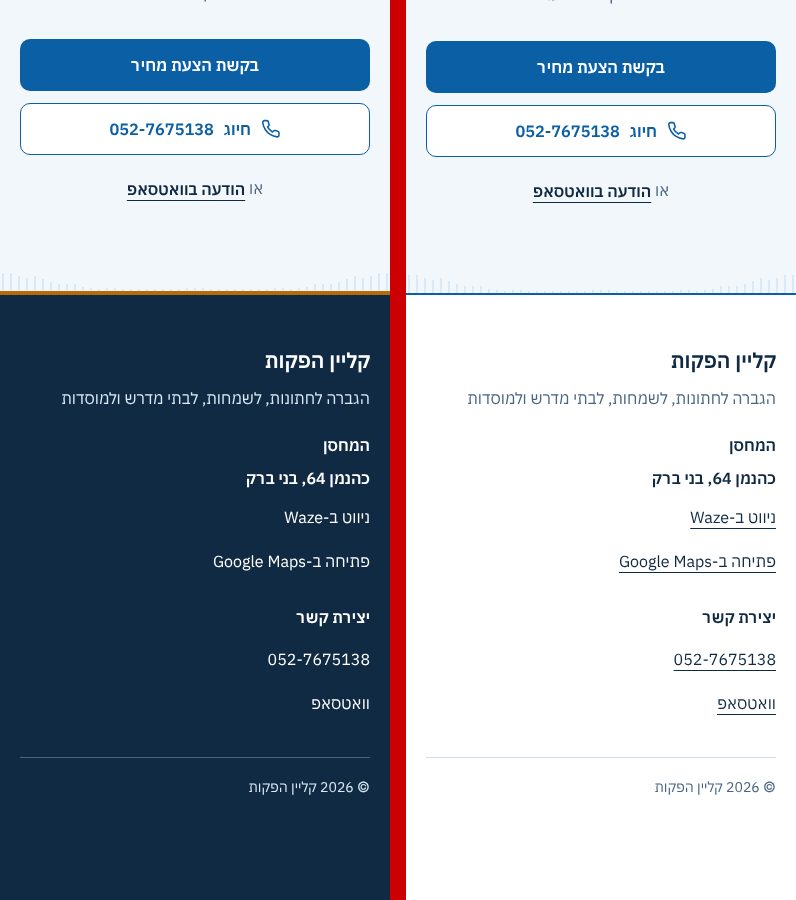 בקשת הצעת מחיר
חיוג 052-7675138
או הודעה בוואטסאפ
קליין הפקות
הגברה לחתונות, לשמחות, לבתי מדרש ולמוסדות
המחסן
כהנמן 64, בני ברק
ניווט ב-Waze
פתיחה ב-Google Maps
יצירת קשר
052-7675138
וואטסאפ
© 2026 קליין הפקות
בקשת הצעת מחיר
חיוג 052-7675138
או הודעה בוואטסאפ
קליין הפקות
הגברה לחתונות, לשמחות, לבתי מדרש ולמוסדות
המחסן
כהנמן 64, בני ברק
ניווט ב-Waze
פתיחה ב-Google Maps
יצירת קשר
052-7675138
וואטסאפ
© 2026 קליין הפקות